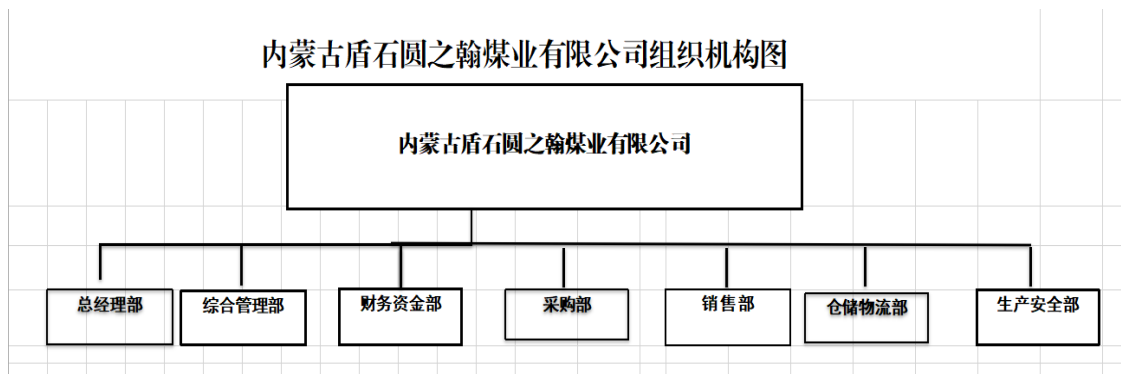 内蒙古盾石圆之翰煤业有限公司组织机构图
内蒙古盾石圆之翰煤业有限公司
总经理部
综合管理部
财务资金部
采购部
销售部
仓储物流部
生产安全部